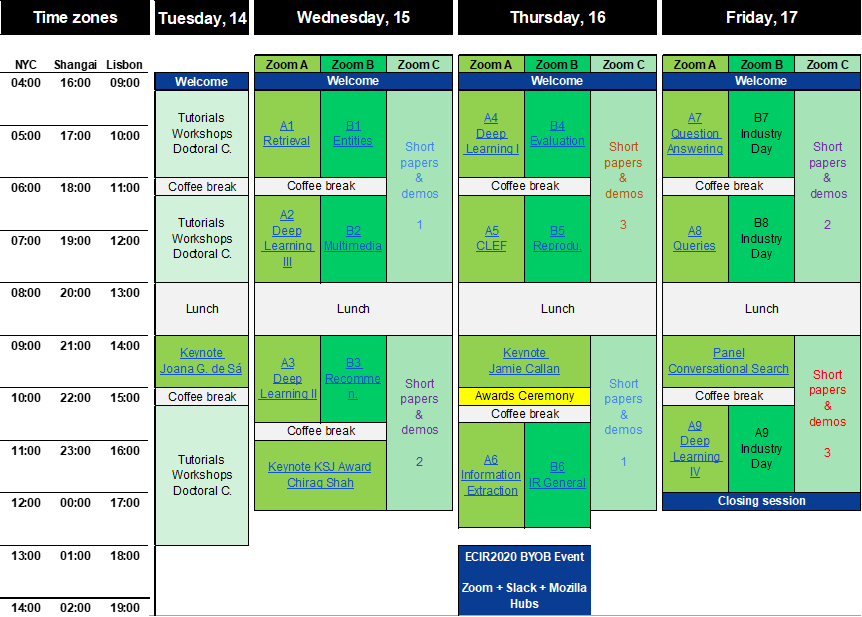 Time zones
Tuesday, 14
Wednesday, 15
Thursday, 16
Friday, 17
NYC Shangai Lisbon
Zoom A Zoom B Zoom C
Zoom A Zoom B Zoom C
Zoom A Zoom B Zoom C
04:00 16:00 09:00
05:00 17:00 10:00
06:00 18:00 11:00
07:00 19:00 12:00
08:00 20:00 13:00
09:00 21:00 14:00
10:00 22:00 15:00
11:00 23:00 16:00
12:00 00:00 17:00
13:00 01:00 18:00
14:00 02:00 19:00
Welcome
Tutorials
Workshops
Doctoral C.
Coffee break
Tutorials
Workshops
Doctoral C.
Lunch
Keynote
Joana G. de Sá
Coffee break
Tutorials
Workshops
Doctoral C.
Welcome
A1
Retrieval
B1
Entities
Short
papers
&
demos
1
Coffee break
A2
Deep
Learning
III
B2
Multimedia
Lunch
A3
Deep
Learning II
B3
Recomme
n.
Short
papers
&
demos
2
Coffee break
Keynote KSJ Award
Chirag Shah
Welcome
A4
Deep
Learning I
B4
Evaluation
Short
papers
&
demos
3
Coffee break
A5
CLEF
B5
Reprodu.
Lunch
Keynote
Jamie Callan
Short
papers
&
demos
1
Awards Ceremony
Coffee break
A6
Information
Extraction
B6
IR General
ECIR2020 BYOB Event
Zoom + Slack + Mozilla
Hubs
Welcome
A7
Question
Answering
B7
Industry
Day
Short
papers
&
demos
2
Coffee break
A8
Queries
B8
Industry
Day
Lunch
Panel
Conversational Search
Short
papers
&
demos
3
Coffee break
A9
Deep
Learning
IV
A9
Industry
Day
Closing session